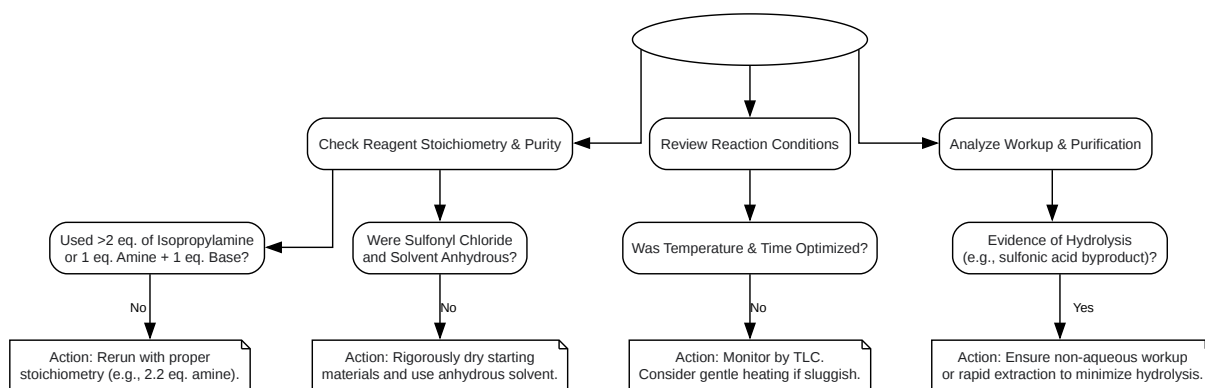 Check Reagent Stoichiometry & Purity
Review Reaction Conditions
Analyze Workup & Purification
Used >2 eq. of Isopropylamine
or 1 eq. Amine + 1 eq. Base?
Were Sulfonyl Chloride
and Solvent Anhydrous?
Was Temperature & Time Optimized?
Evidence of Hydrolysis
(e.g., sulfonic acid byproduct)?
No
No
No
Yes
Action: Rerun with proper
stoichiometry (e.g., 2.2 eq. amine).
Action: Rigorously dry starting
materials and use anhydrous solvent.
Action: Monitor by TLC.
Consider gentle heating if sluggish.
Action: Ensure non-aqueous workup
or rapid extraction to minimize hydrolysis.